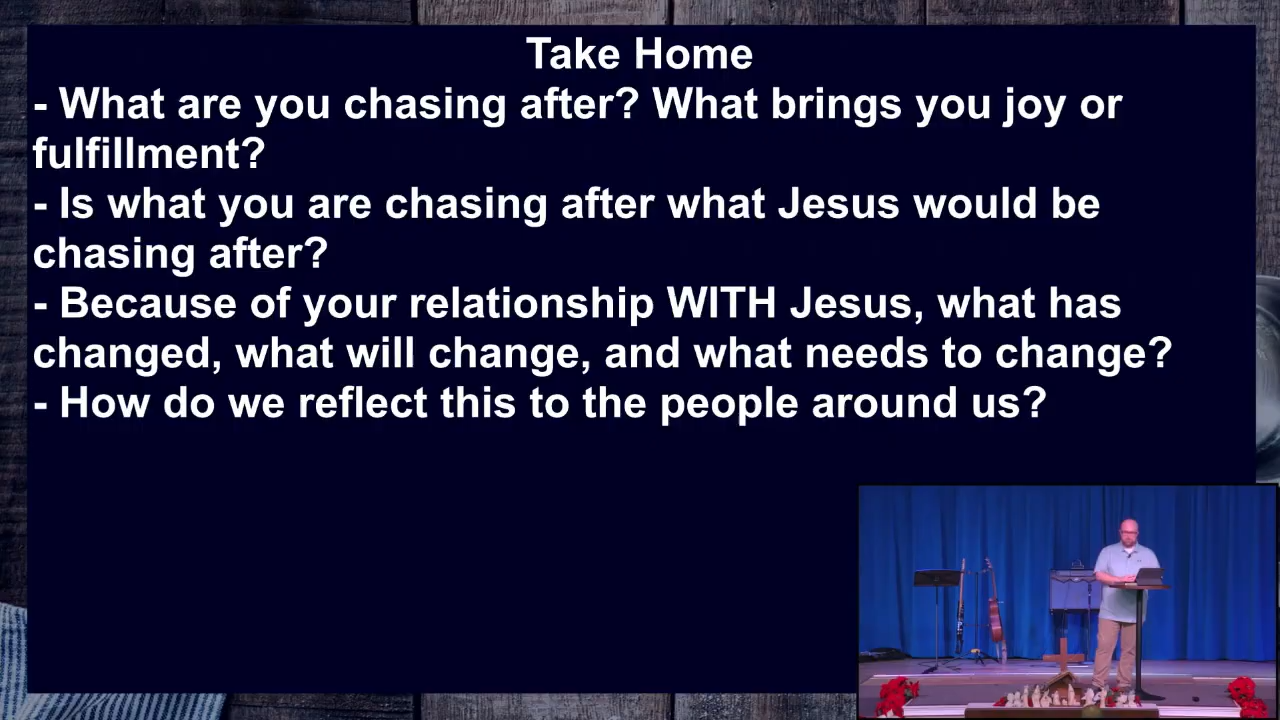 Take Home
- What are you chasing after? What brings you joy or
fulfillment?
- Is what you are chasing after what Jesus would be
chasing after?
- Because of your relationship WITH Jesus, what has
changed, what will change, and what needs to change?
- How do we reflect this to the people around us?